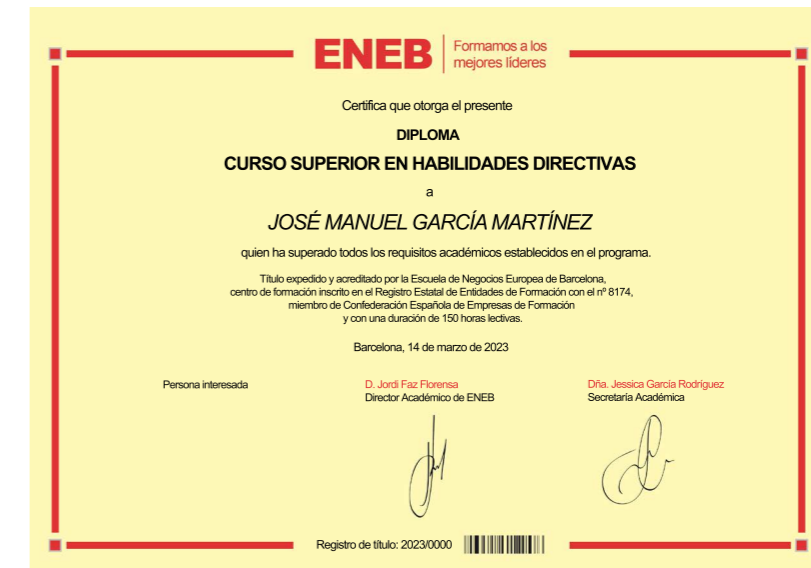 ENEB
Formamos a los
mejores líderes
Certifica que otorga el presente
DIPLOMA
CURSO SUPERIOR EN HABILIDADES DIRECTIVAS
a
JOSÉ MANUEL GARCÍA MARTÍNEZ
quien ha superado todos los requisitos académicos establecidos en el programa.
Título expedido y acreditado por la Escuela de Negocios Europea de Barcelona,
centro de formación inscrito en el Registro Estatal de Entidades de Formación con el nº 8174,
miembro de Confederación Española de Empresas de Formación
y con una duración de 150 horas lectivas.
Barcelona, 14 de marzo de 2023
Persona interesada
D. Jordi Faz Florensa
Director Académico de ENEB
Dña. Jessica García Rodríguez
Secretaría Académica
Registro de título: 2023/0000